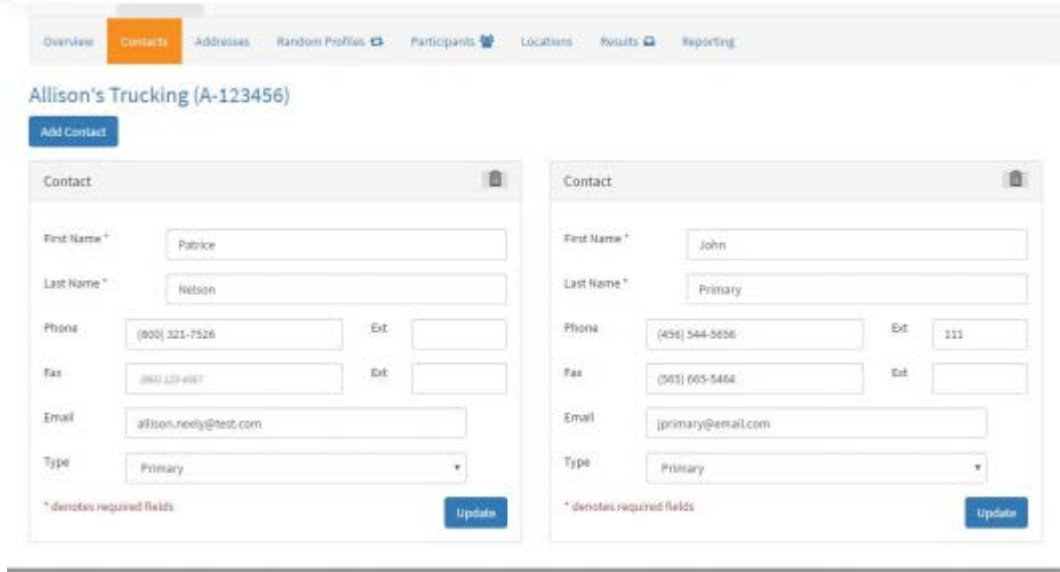 Overview Contacts Addresses Random Profiles Participants Locations Results Reporting
Allison's Trucking (A-123456)
Add Contact
Contact
First Name * Patrice
Last Name * Nelson
Phone (800) 321-7526 Ext
Fax Ext
Email allison.neely@test.com
Type Primary
* denotes required fields Update
Contact
First Name * John
Last Name * Primary
Phone (456) 544-5656 Ext 111
Fax (565) 665-5464 Ext
Email jprimary@email.com
Type Primary
* denotes required fields Update